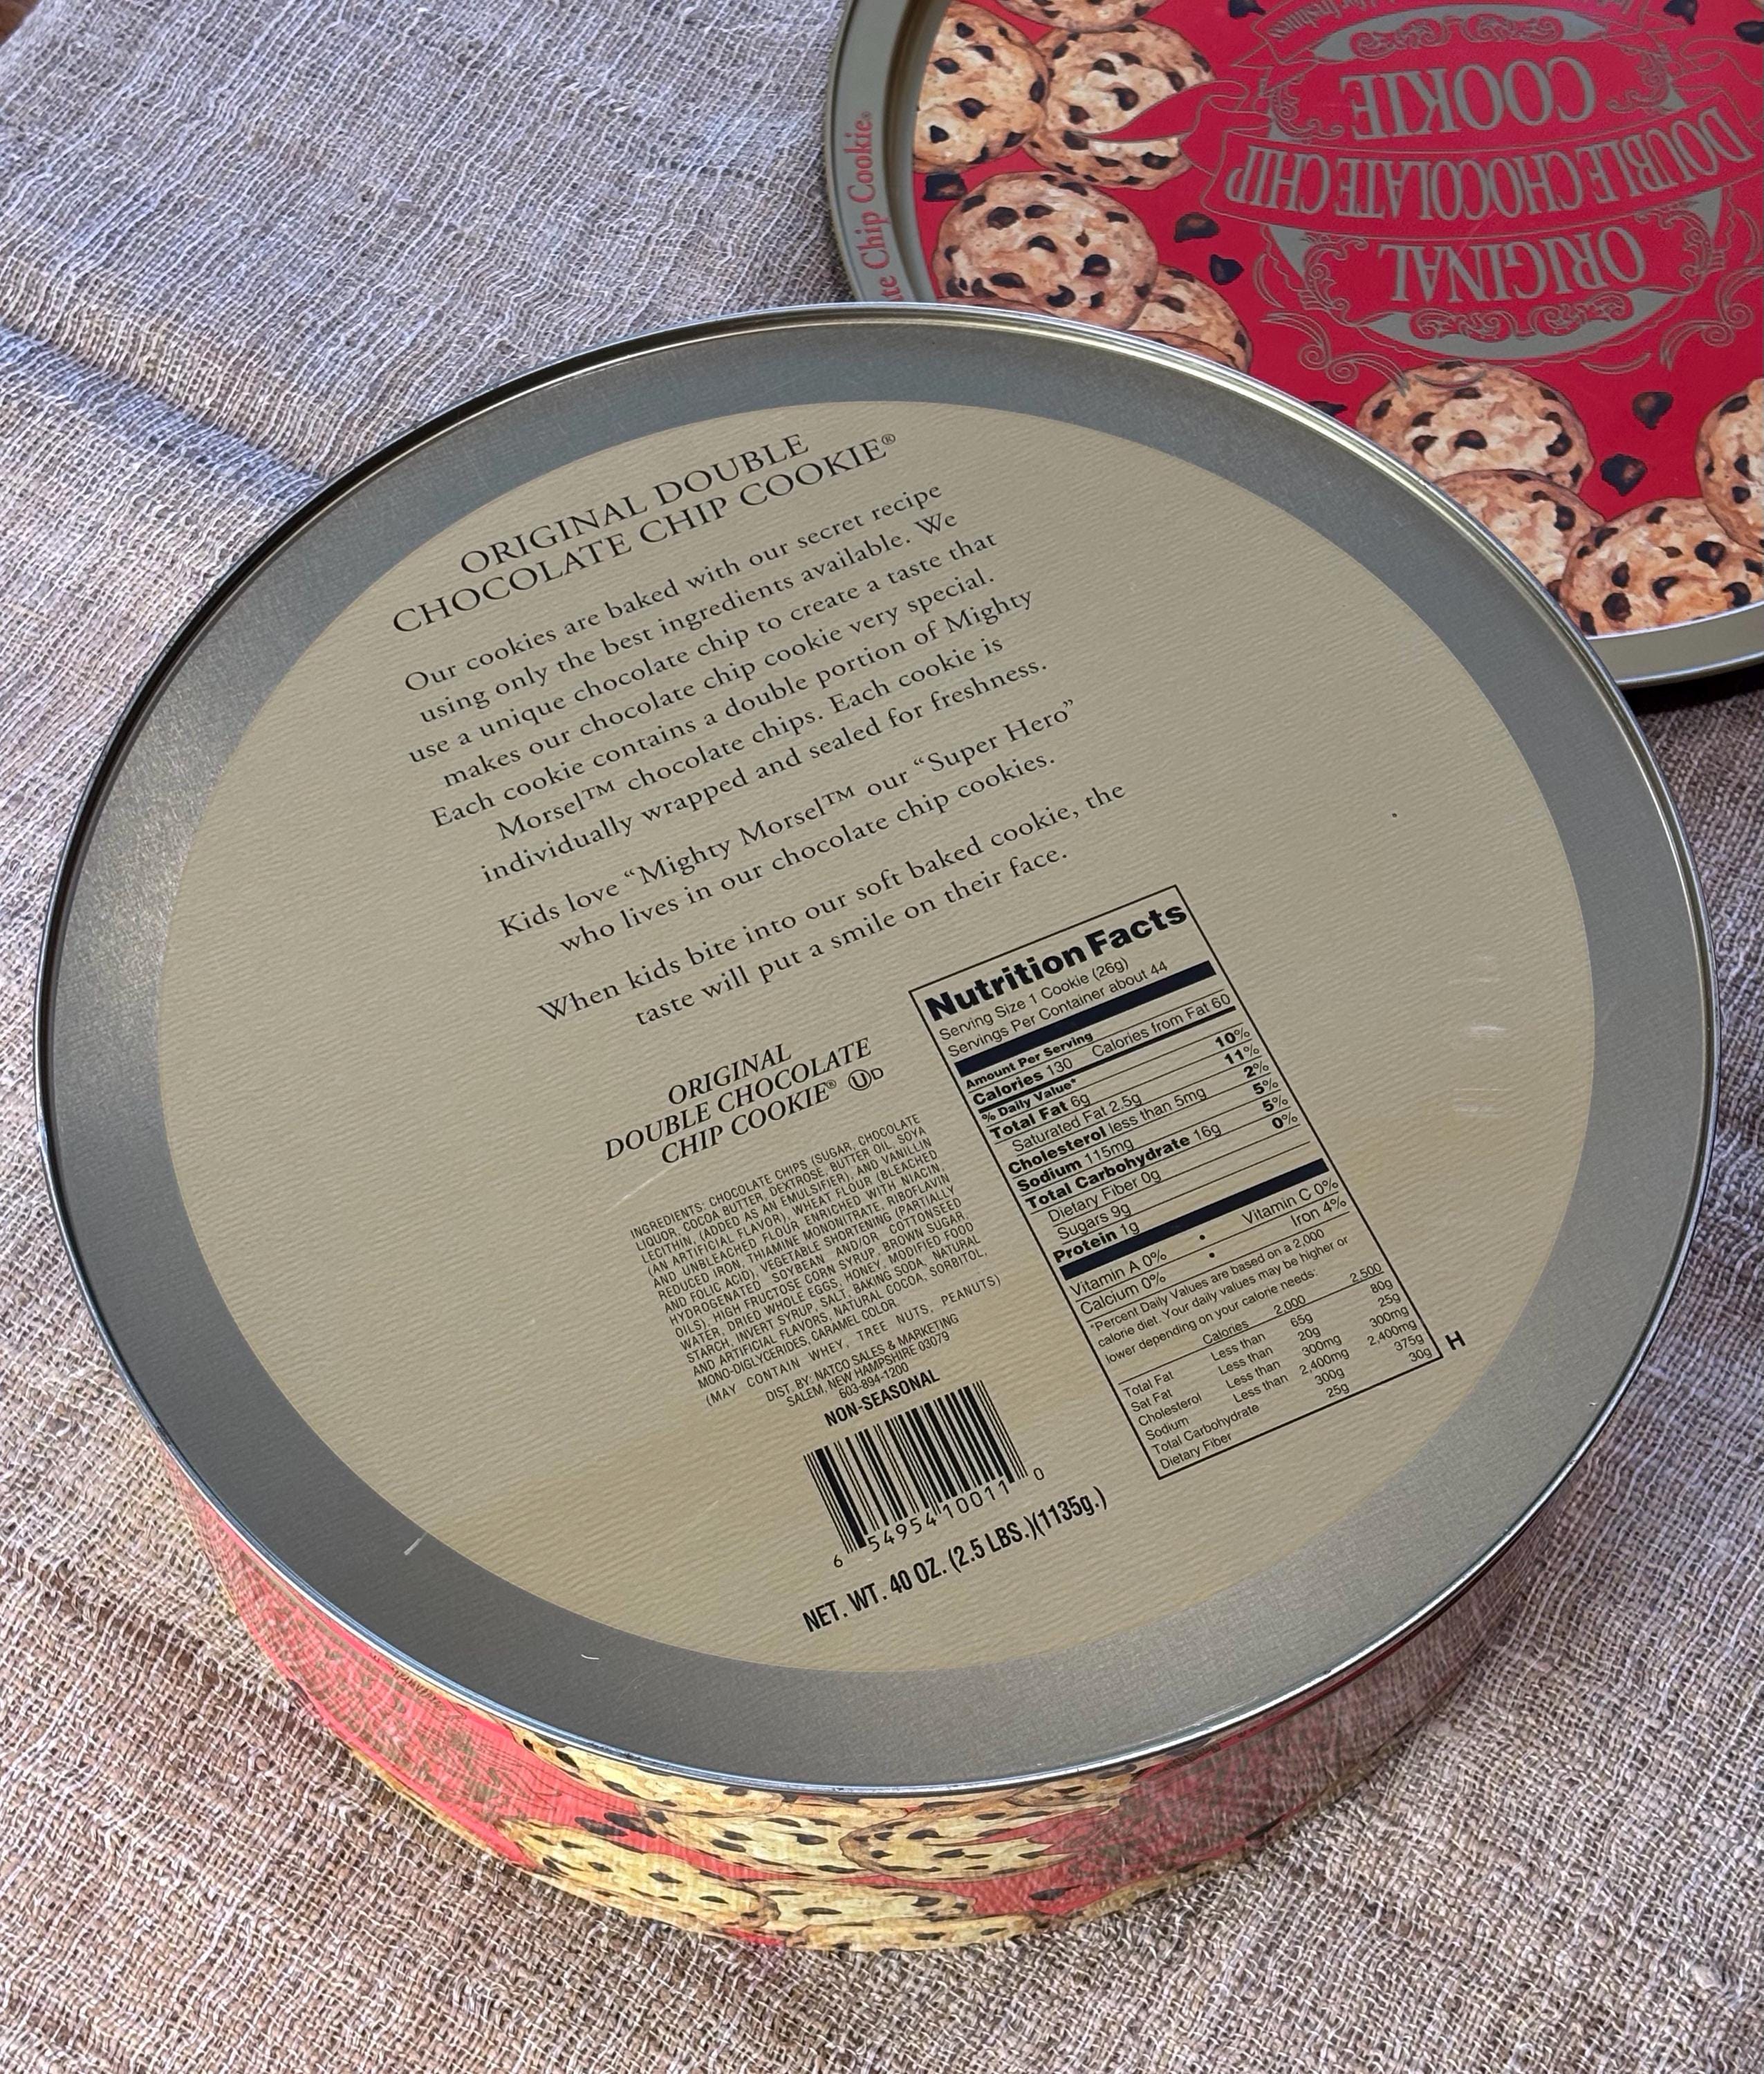 te Chip Cookie®
ORIGINAL
DOUBLE CHOCOLATE CHIP
COOKIE
ORIGINAL DOUBLE
CHOCOLATE CHIP COOKIE®
Our cookies are baked with our secret recipe
using only the best ingredients available. We
use a unique chocolate chip to create a taste that
makes our chocolate chip cookie very special.
Each cookie contains a double portion of Mighty
Morsel™ chocolate chips. Each cookie is
individually wrapped and sealed for freshness.
Kids love “Mighty Morsel™ our “Super Hero”
who lives in our chocolate chip cookies.
When kids bite into our soft baked cookie, the
taste will put a smile on their face.
ORIGINAL
DOUBLE CHOCOLATE
CHIP COOKIE® Ⓤ D
INGREDIENTS: CHOCOLATE CHIPS (SUGAR, CHOCOLATE
LIQUOR, COCOA BUTTER, DEXTROSE, BUTTER OIL, SOYA
LECITHIN, (ADDED AS AN EMULSIFIER), AND VANILLIN
(AN ARTIFICIAL FLAVOR), WHEAT FLOUR (BLEACHED
AND UNBLEACHED FLOUR ENRICHED WITH NIACIN,
REDUCED IRON, THIAMINE MONONITRATE, RIBOFLAVIN
AND FOLIC ACID), VEGETABLE SHORTENING (PARTIALLY
HYDROGENATED SOYBEAN AND/OR COTTONSEED
OILS), HIGH FRUCTOSE CORN SYRUP, BROWN SUGAR,
WATER, DRIED WHOLE EGGS, HONEY, MODIFIED FOOD
STARCH, INVERT SYRUP, SALT, BAKING SODA, NATURAL
AND ARTIFICIAL FLAVORS, NATURAL COCOA, SORBITOL,
MONO-DIGLYCERIDES, CARAMEL COLOR.
(MAY CONTAIN WHEY, TREE NUTS, PEANUTS)
DIST. BY: NATCO SALES & MARKETING
SALEM, NEW HAMPSHIRE 03079
603-894-1200
NON-SEASONAL
6 54954 10011 0
NET. WT. 40 OZ. (2.5 LBS.)(1135g.)
Nutrition Facts
Serving Size 1 Cookie (26g)
Servings Per Container about 44
Amount Per Serving
Calories 130 Calories from Fat 60
% Daily Value*
Total Fat 6g 10%
Saturated Fat 2.5g 11%
Cholesterol less than 5mg 2%
Sodium 115mg 5%
Total Carbohydrate 16g 5%
Dietary Fiber 0g 0%
Sugars 9g
Protein 1g
Vitamin A 0% • Vitamin C 0%
Calcium 0% • Iron 4%
*Percent Daily Values are based on a 2,000
calorie diet. Your daily values may be higher or
lower depending on your calorie needs:
Calories 2,000 2,500
Total Fat Less than 65g 80g
Sat Fat Less than 20g 25g
Cholesterol Less than 300mg 300mg
Sodium Less than 2,400mg 2,400mg
Total Carbohydrate 300g 375g
Dietary Fiber 25g 30g
H